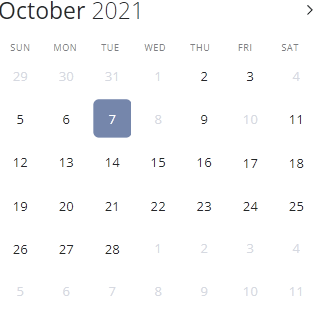 October 2021 >
SUN MON TUE WED THU FRI SAT
29 30 31 1 2 3 4
5 6 7 8 9 10 11
12 13 14 15 16 17 18
19 20 21 22 23 24 25
26 27 28 1 2 3 4
5 6 7 8 9 10 11